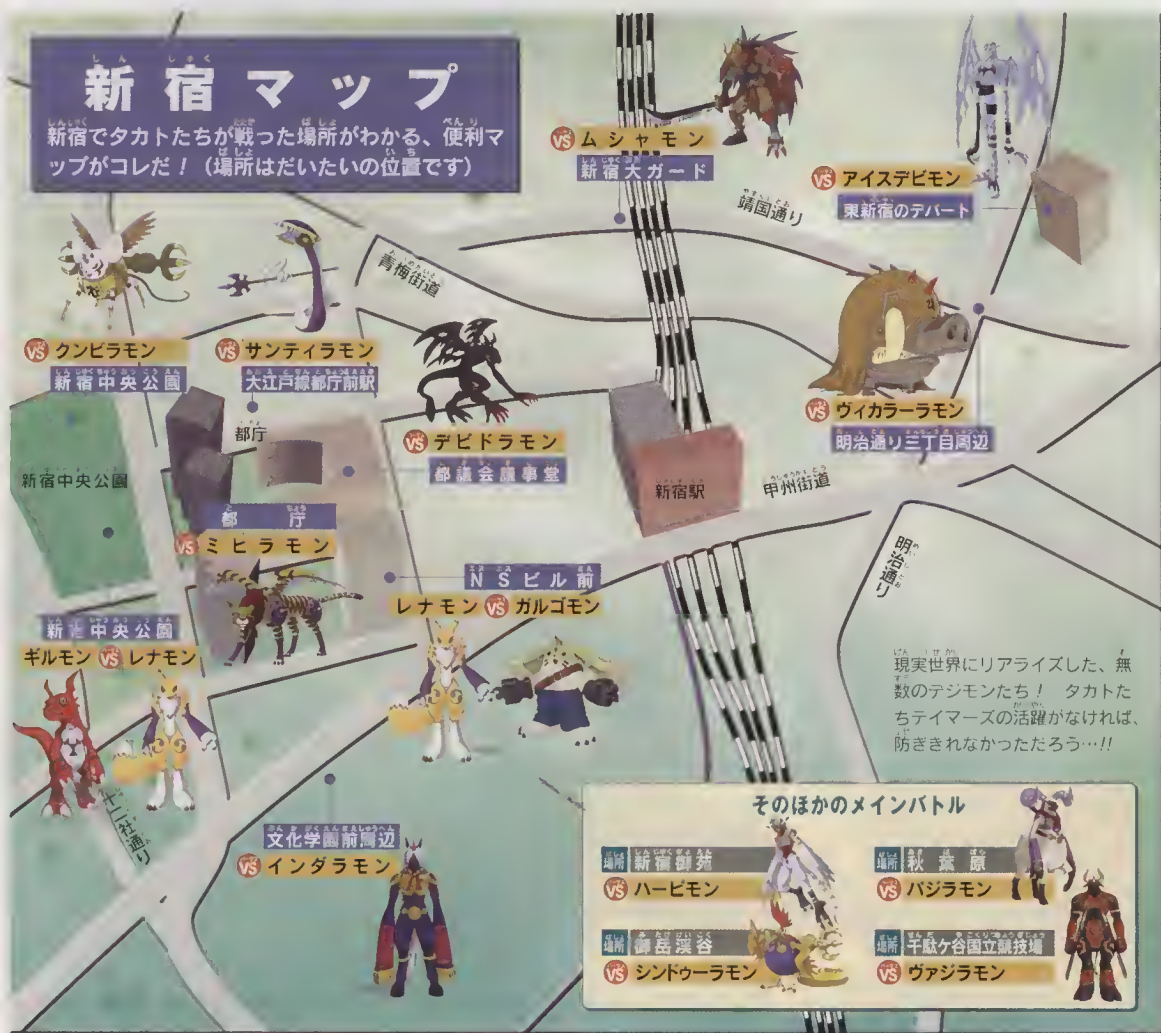 新宿マップ
新宿でタカトたちが戦った場所がわかる、便利マ
ップがコレだ！（場所はだいたいの位置です）
VS ムシャモン
新宿大ガード
VS アイスデビモン
東新宿のデパート
靖国通り
青梅街道
VS クンビラモン
新宿中央公園
VS サンティラモン
大江戸線都庁前駅
VS デビドラモン
都議会議事堂
VS ヴィカラーラモン
明治通り三丁目周辺
都庁
新宿中央公園
新宿駅
甲州街道
明治通り
都庁
VS ミヒラモン
NSビル前
レナモン VS ガルゴモン
新宿中央公園
ギルモン VS レナモン
十二社通り
文化学園前周辺
VS インダラモン
現実世界にリアライズした、無
数のデジモンたち！ タカトた
ちテイマーズの活躍がなければ、
防ぎきれなかっただろう…!!
そのほかのメインバトル
場所 新宿御苑
VS ハーピモン
場所 秋葉原
VS パジラモン
場所 御岳渓谷
VS シンドゥーラモン
場所 千駄ケ谷国立競技場
VS ヴァジラモン